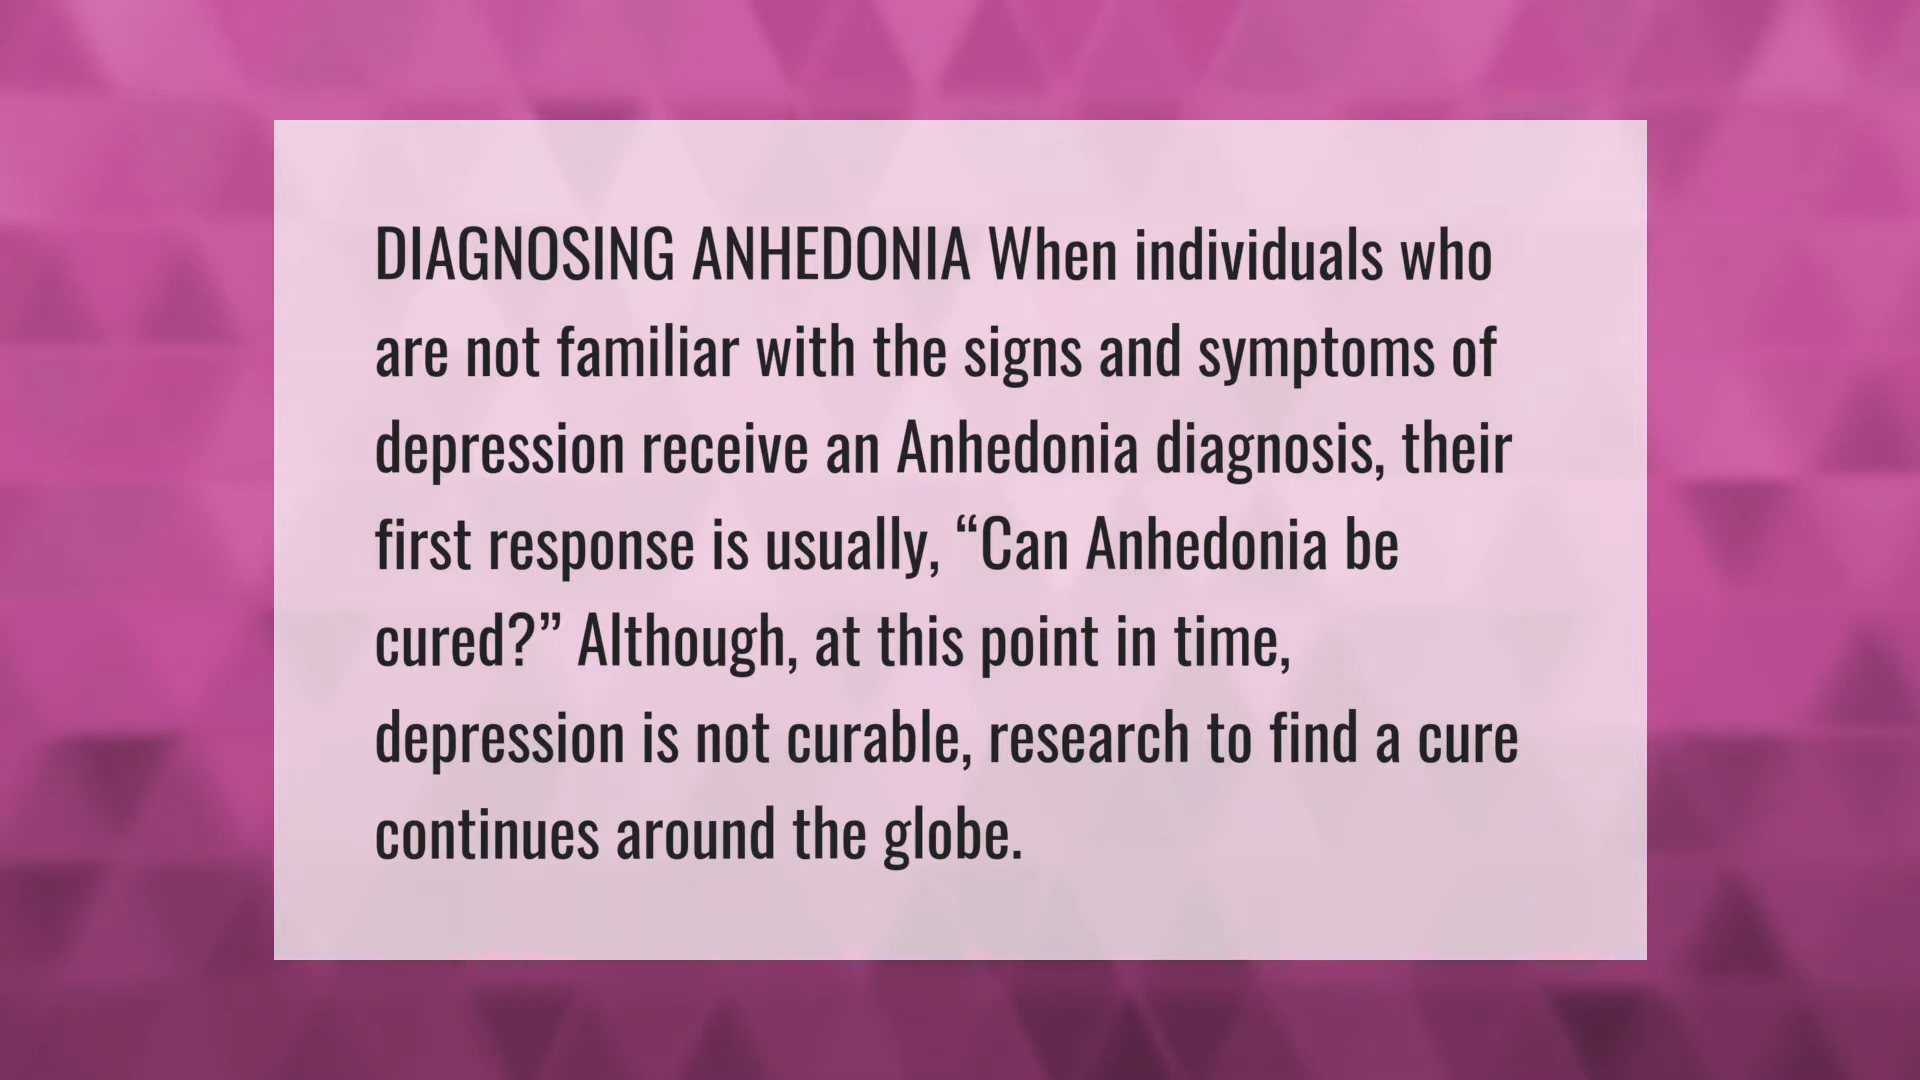 DIAGNOSING ANHEDONIA When individuals who
are not familiar with the signs and symptoms of
depression receive an Anhedonia diagnosis, their
first response is usually, “Can Anhedonia be
cured?” Although, at this point in time,
depression is not curable, research to find a cure
continues around the globe.